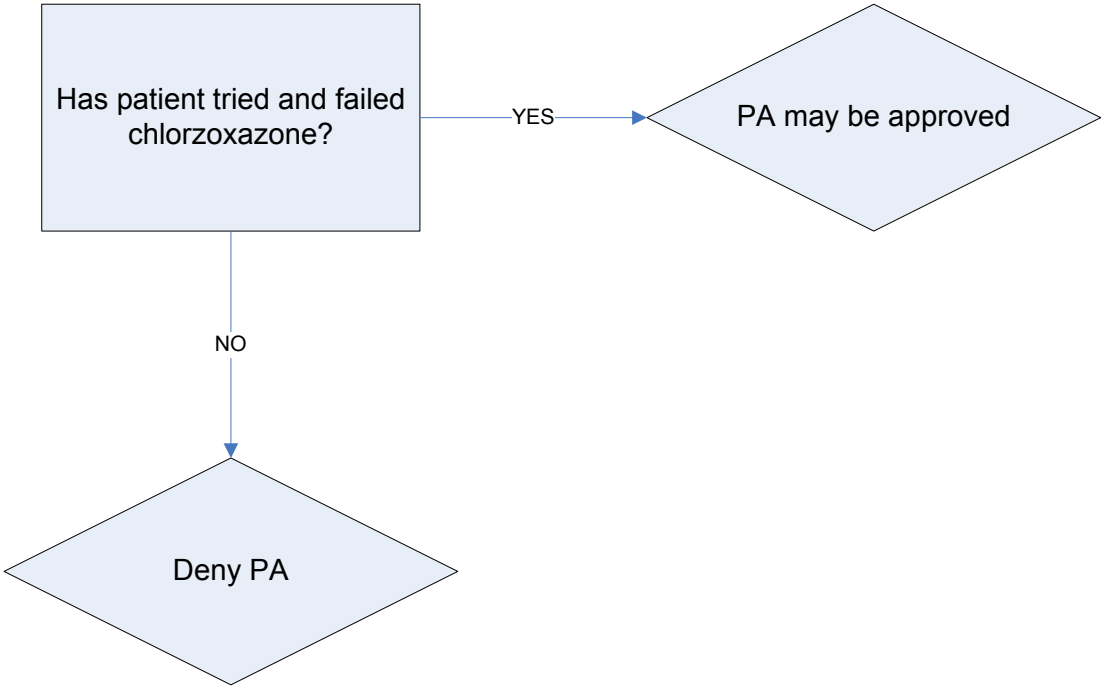 Has patient tried and failed
chlorzoxazone?
YES
PA may be approved
NO
Deny PA